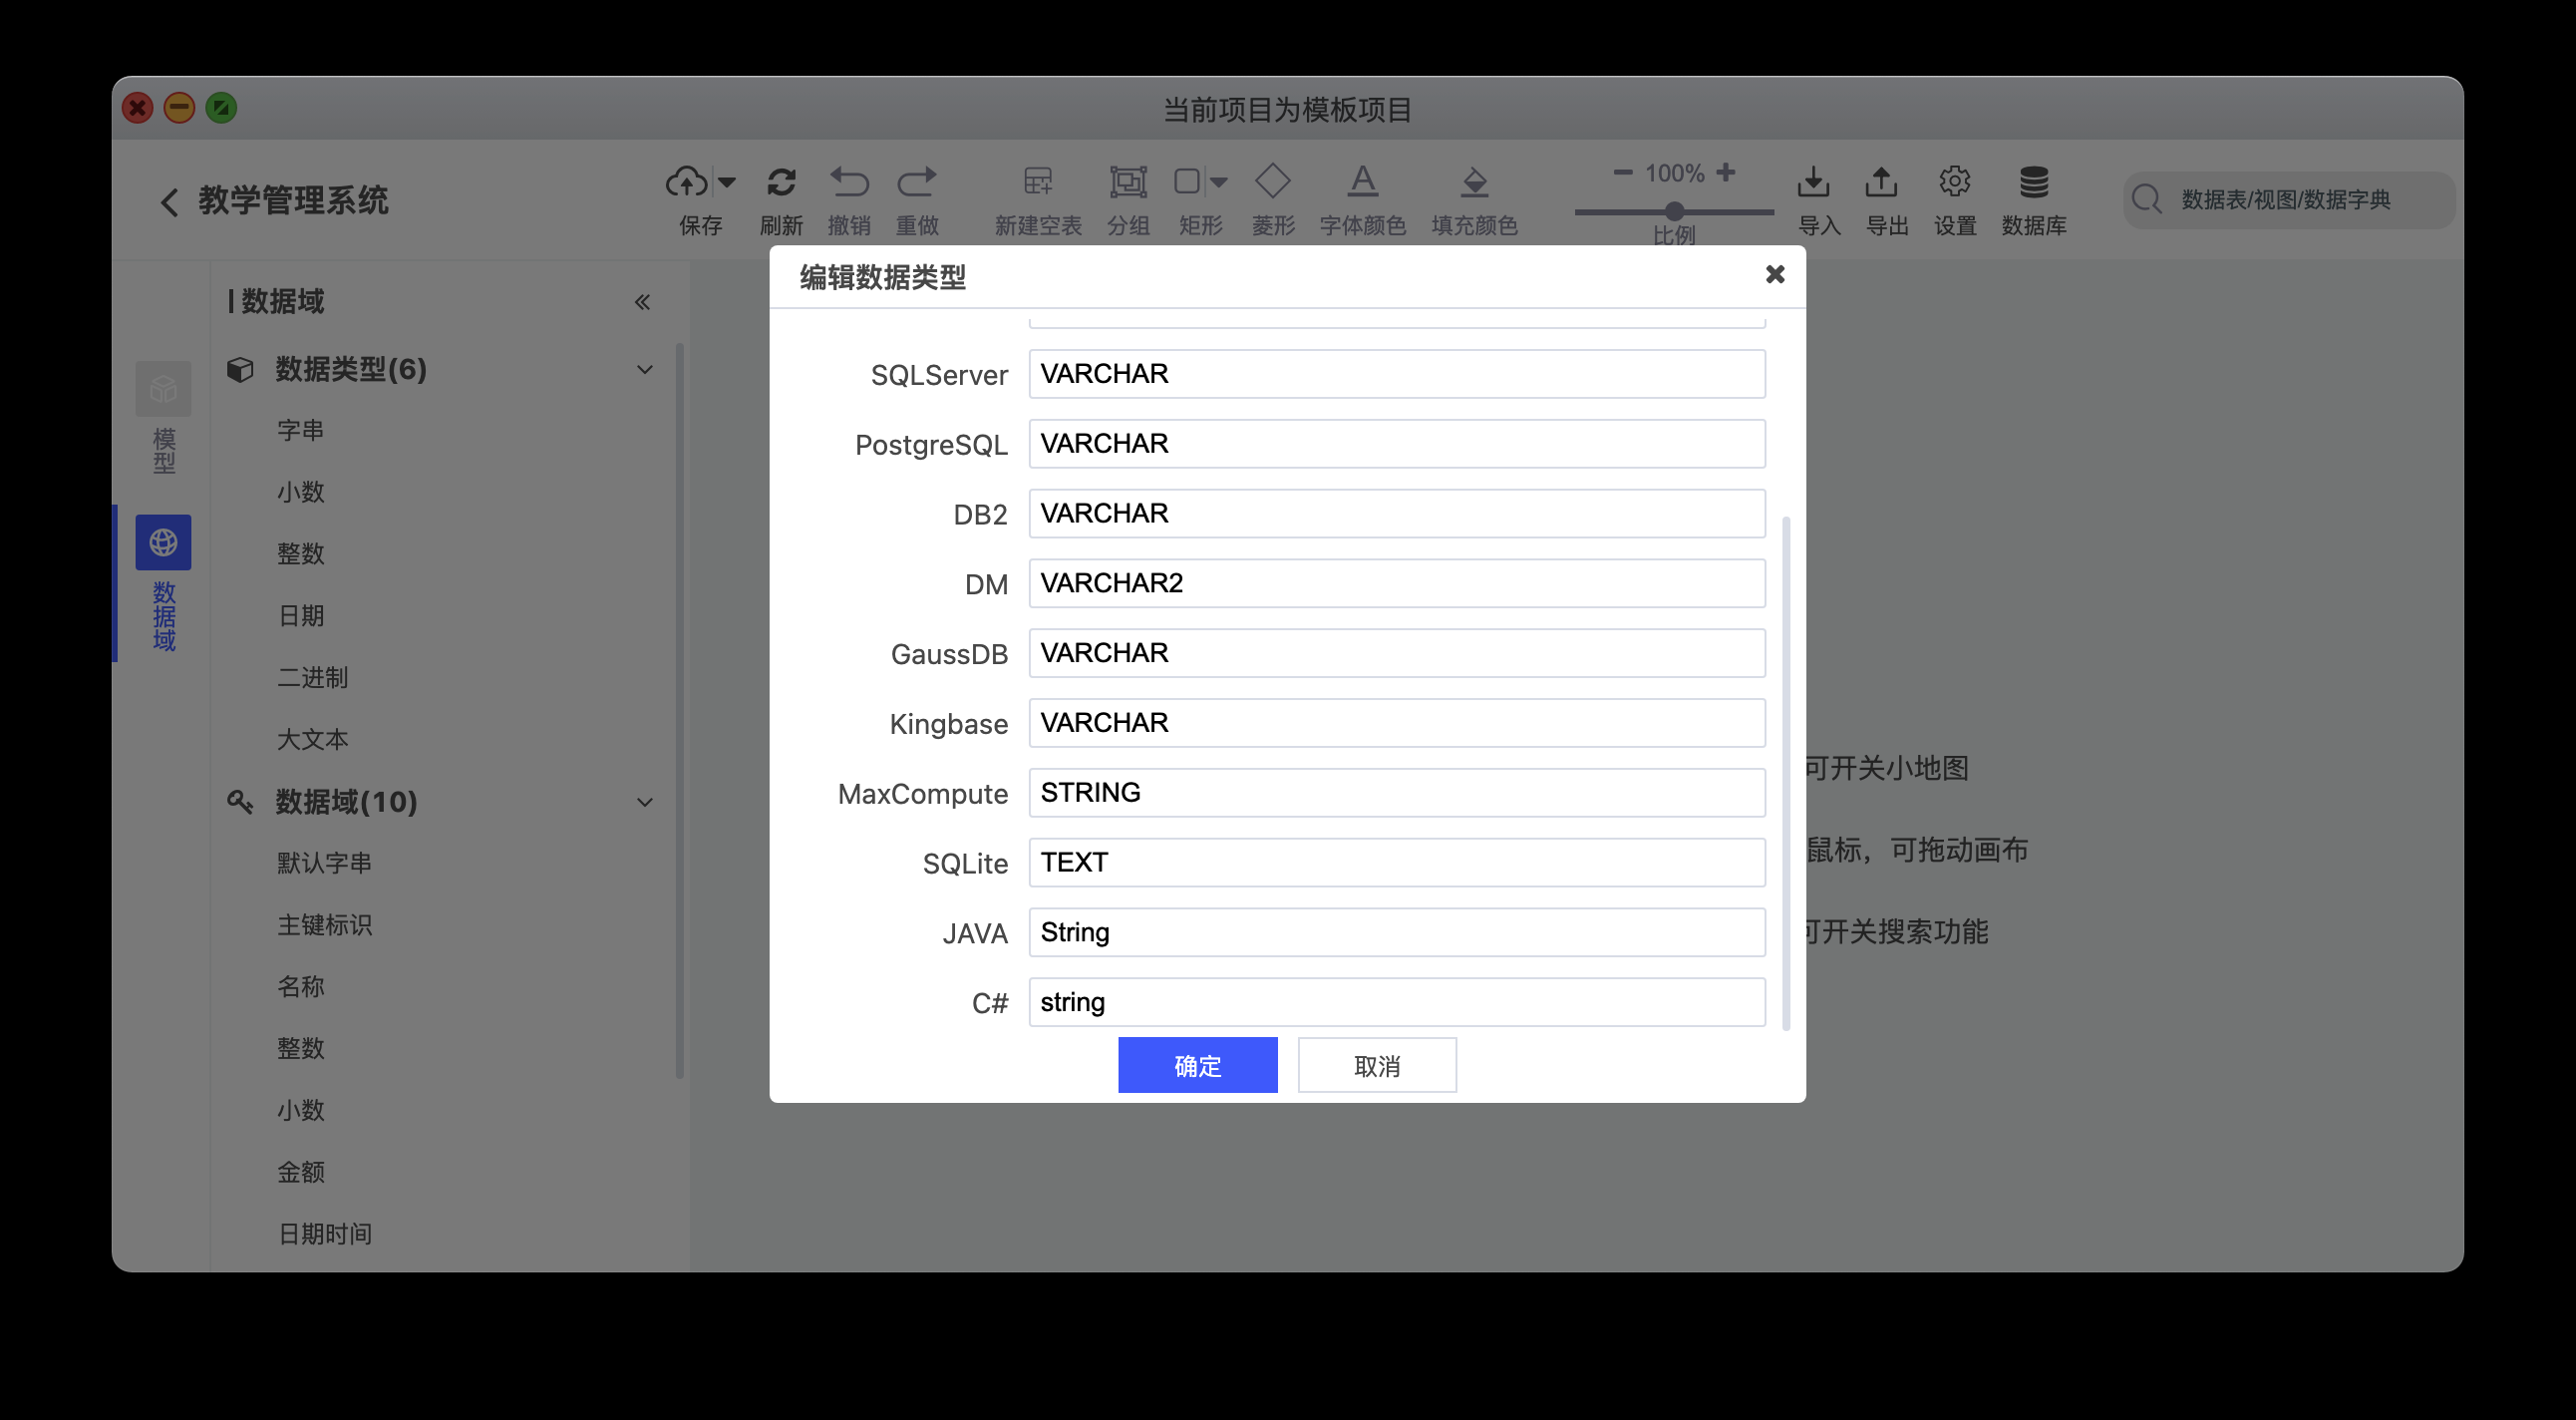 当前项目为模板项目
教学管理系统
保存
刷新
撤销
重做
新建空表
分组
矩形
菱形
字体颜色
填充颜色
100%
比例
导入
导出
设置
数据库
数据表/视图/数据字典
模型
数据域
数据域
数据类型(6)
字串
小数
整数
日期
二进制
大文本
数据域(10)
默认字串
主键标识
名称
整数
小数
金额
日期时间
编辑数据类型
SQLServer VARCHAR
PostgreSQL VARCHAR
DB2 VARCHAR
DM VARCHAR2
GaussDB VARCHAR
Kingbase VARCHAR
MaxCompute STRING
SQLite TEXT
JAVA String
C# string
确定 取消
可开关小地图
鼠标，可拖动画布
可开关搜索功能